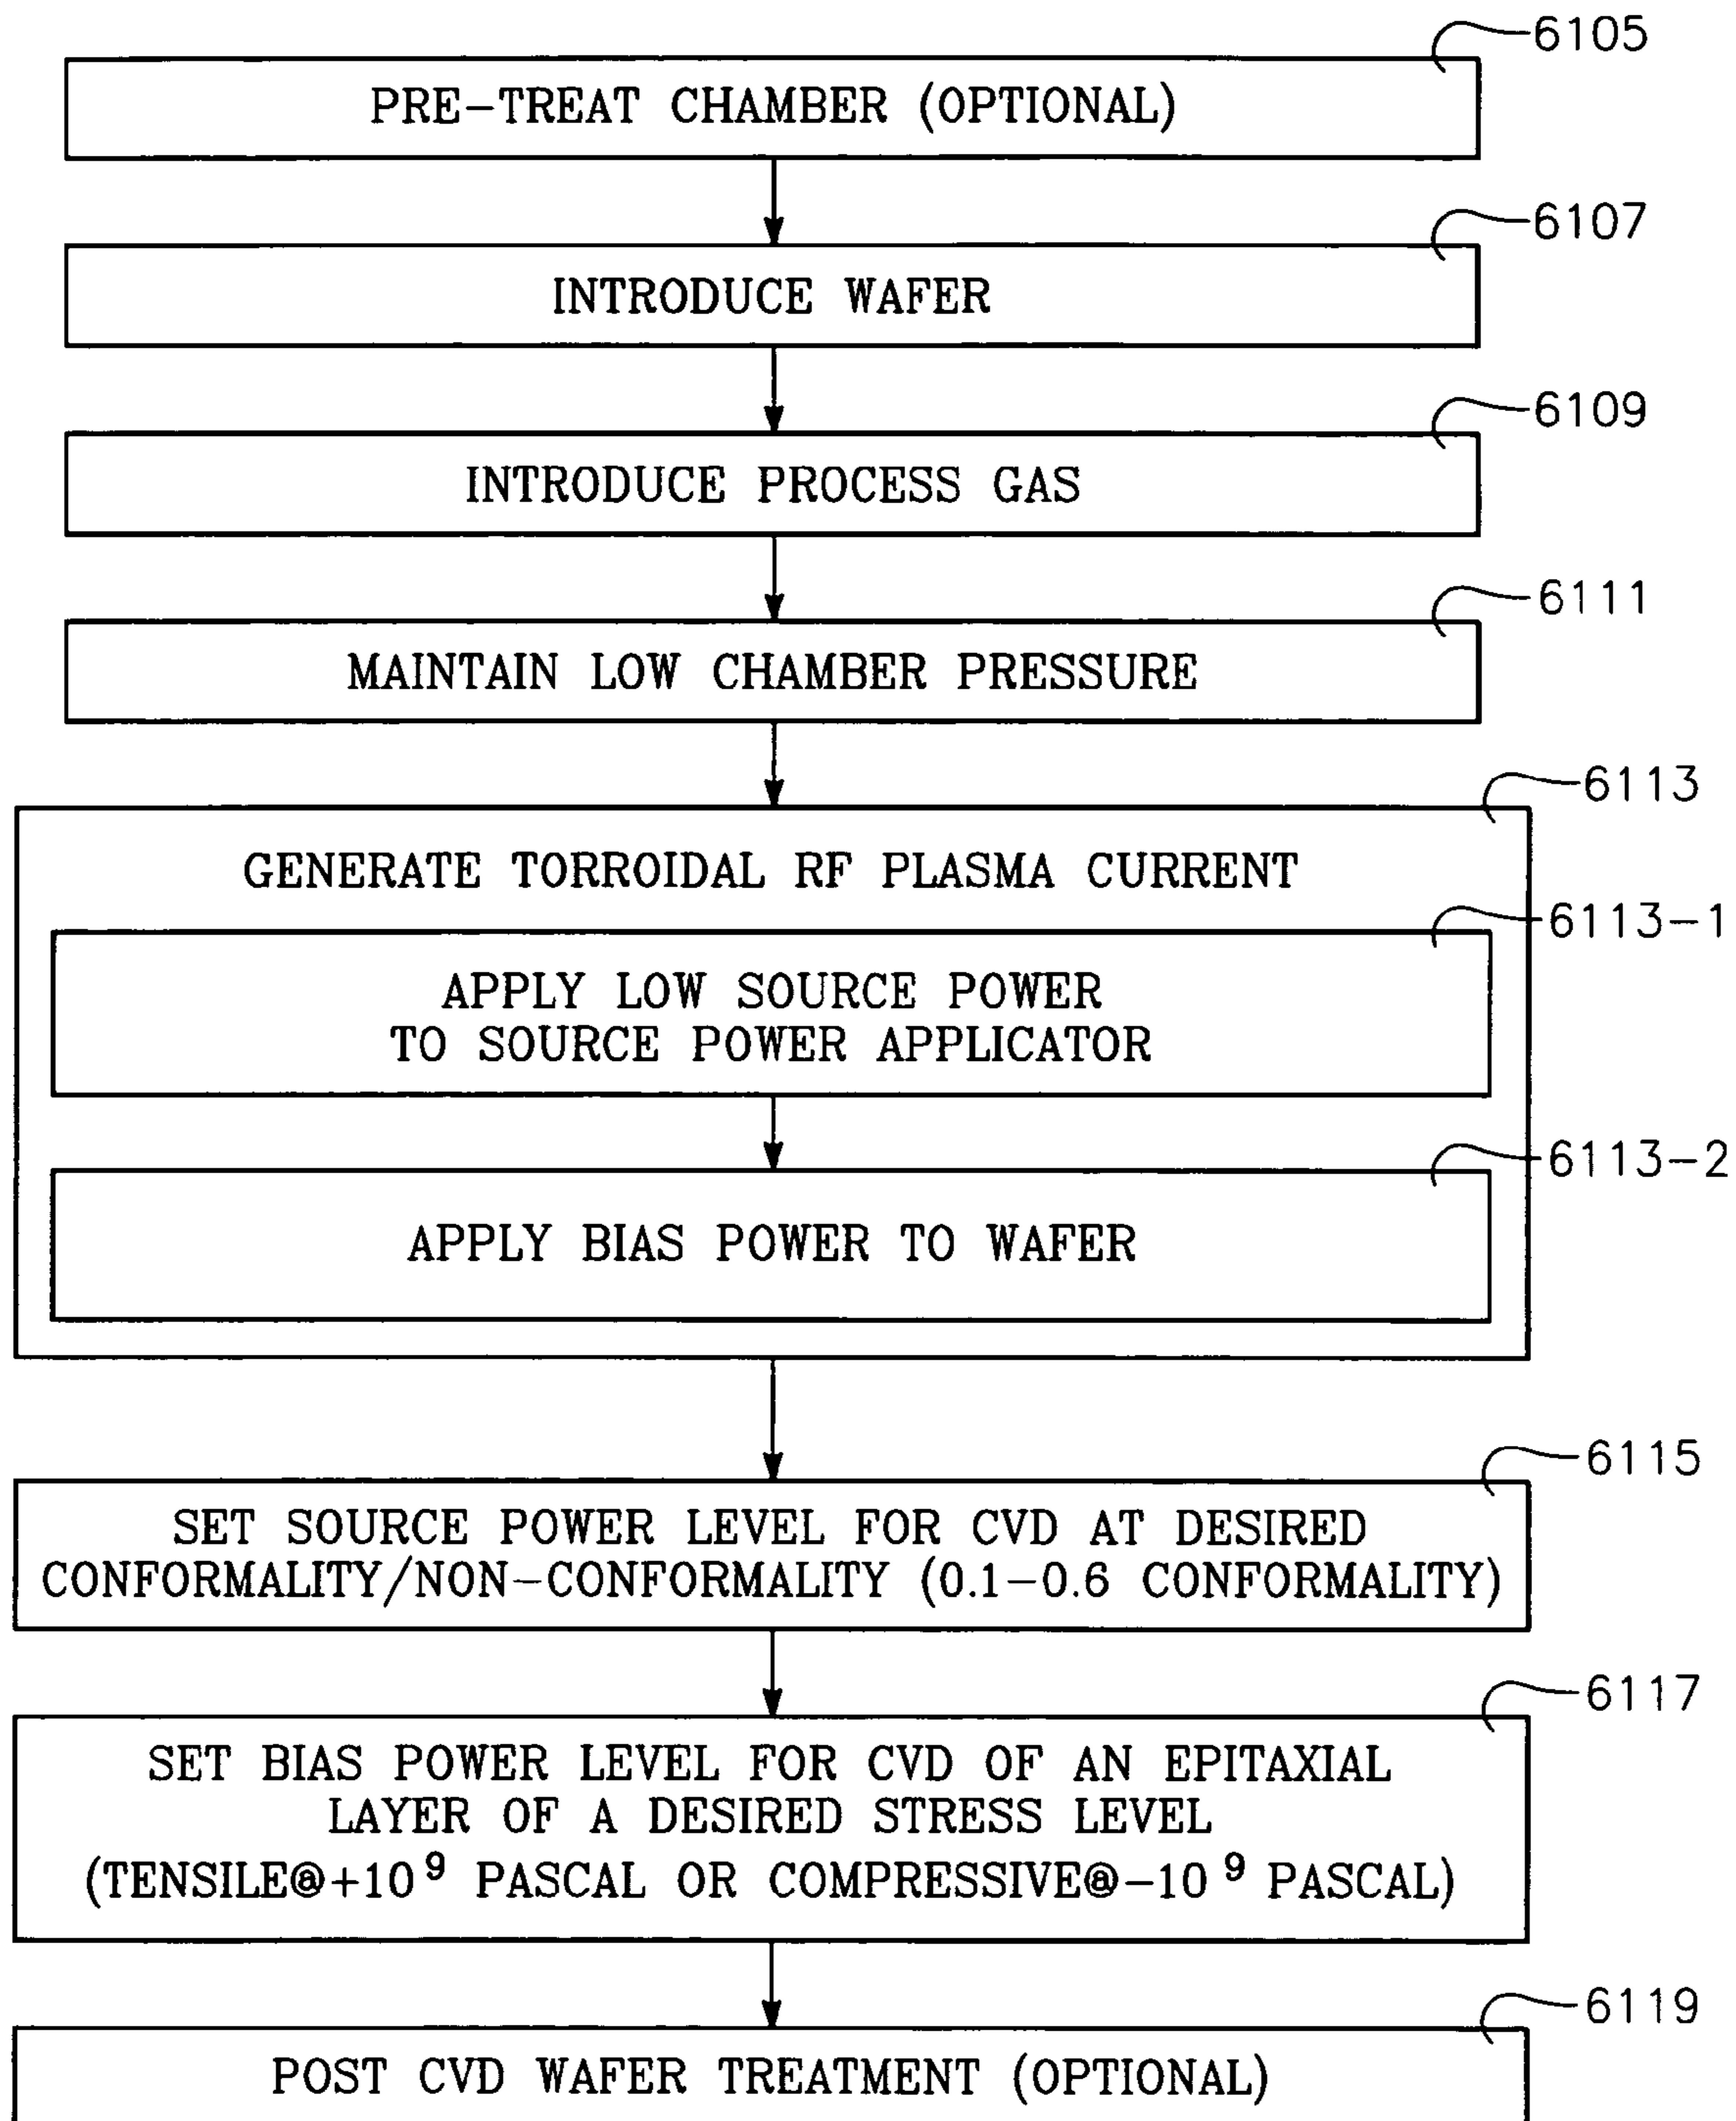 6105
PRE-TREAT CHAMBER (OPTIONAL)
6107
INTRODUCE WAFER
6109
INTRODUCE PROCESS GAS
6111
MAINTAIN LOW CHAMBER PRESSURE
6113
GENERATE TORROIDAL RF PLASMA CURRENT
6113-1
APPLY LOW SOURCE POWER
TO SOURCE POWER APPLICATOR
6113-2
APPLY BIAS POWER TO WAFER
6115
SET SOURCE POWER LEVEL FOR CVD AT DESIRED
CONFORMALITY/NON-CONFORMALITY (0.1-0.6 CONFORMALITY)
6117
SET BIAS POWER LEVEL FOR CVD OF AN EPITAXIAL
LAYER OF A DESIRED STRESS LEVEL
(TENSILE@+10⁹ PASCAL OR COMPRESSIVE@-10⁹ PASCAL)
6119
POST CVD WAFER TREATMENT (OPTIONAL)